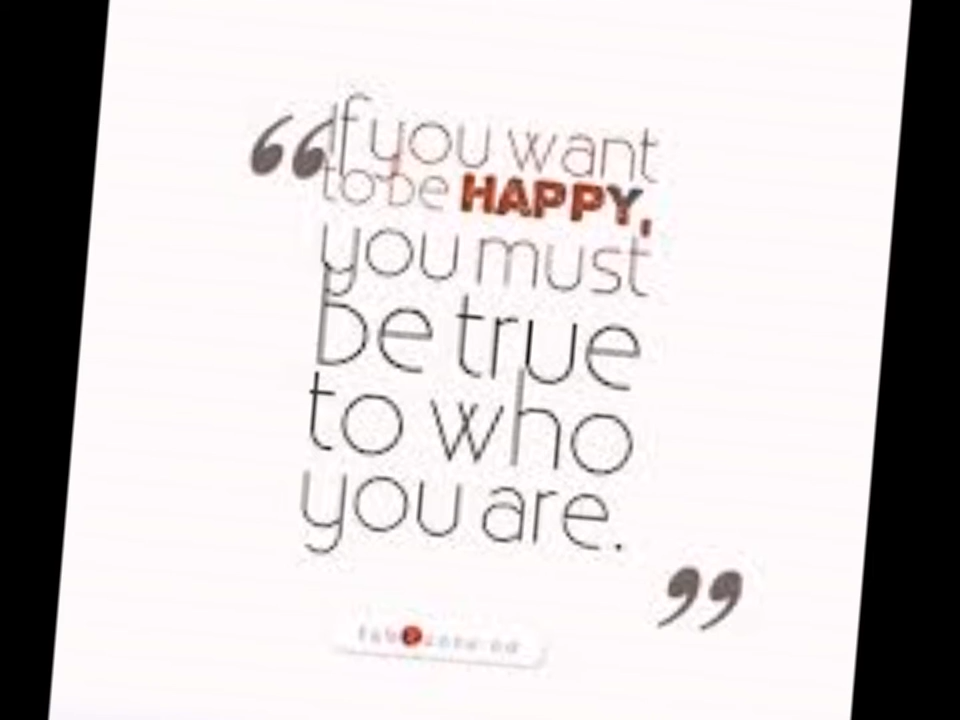 “If you want
to be HAPPY,
you must
be true
to who
you are.
”